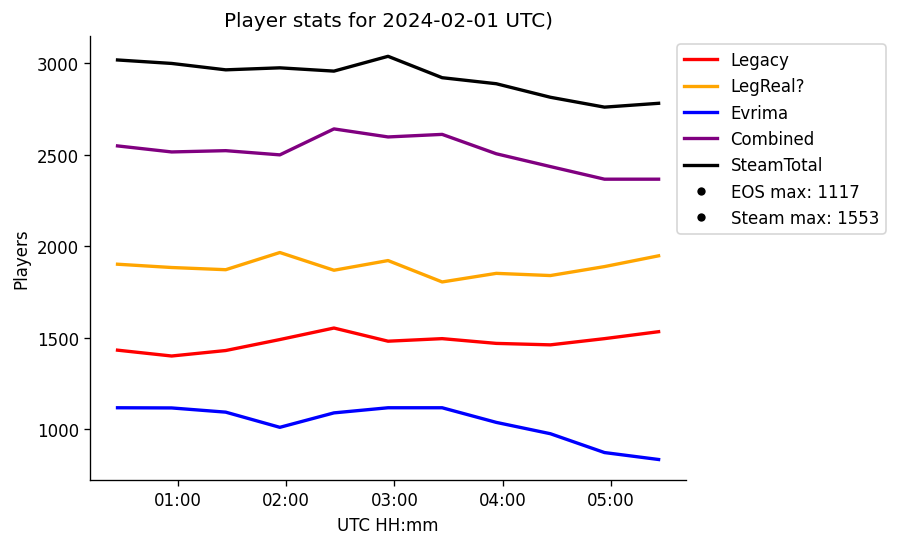 Player stats for 2024-02-01 UTC)
3000
2500
2000
1500
1000
Players
01:00 02:00 03:00 04:00 05:00
UTC HH:mm
Legacy
LegReal?
Evrima
Combined
SteamTotal
EOS max: 1117
Steam max: 1553